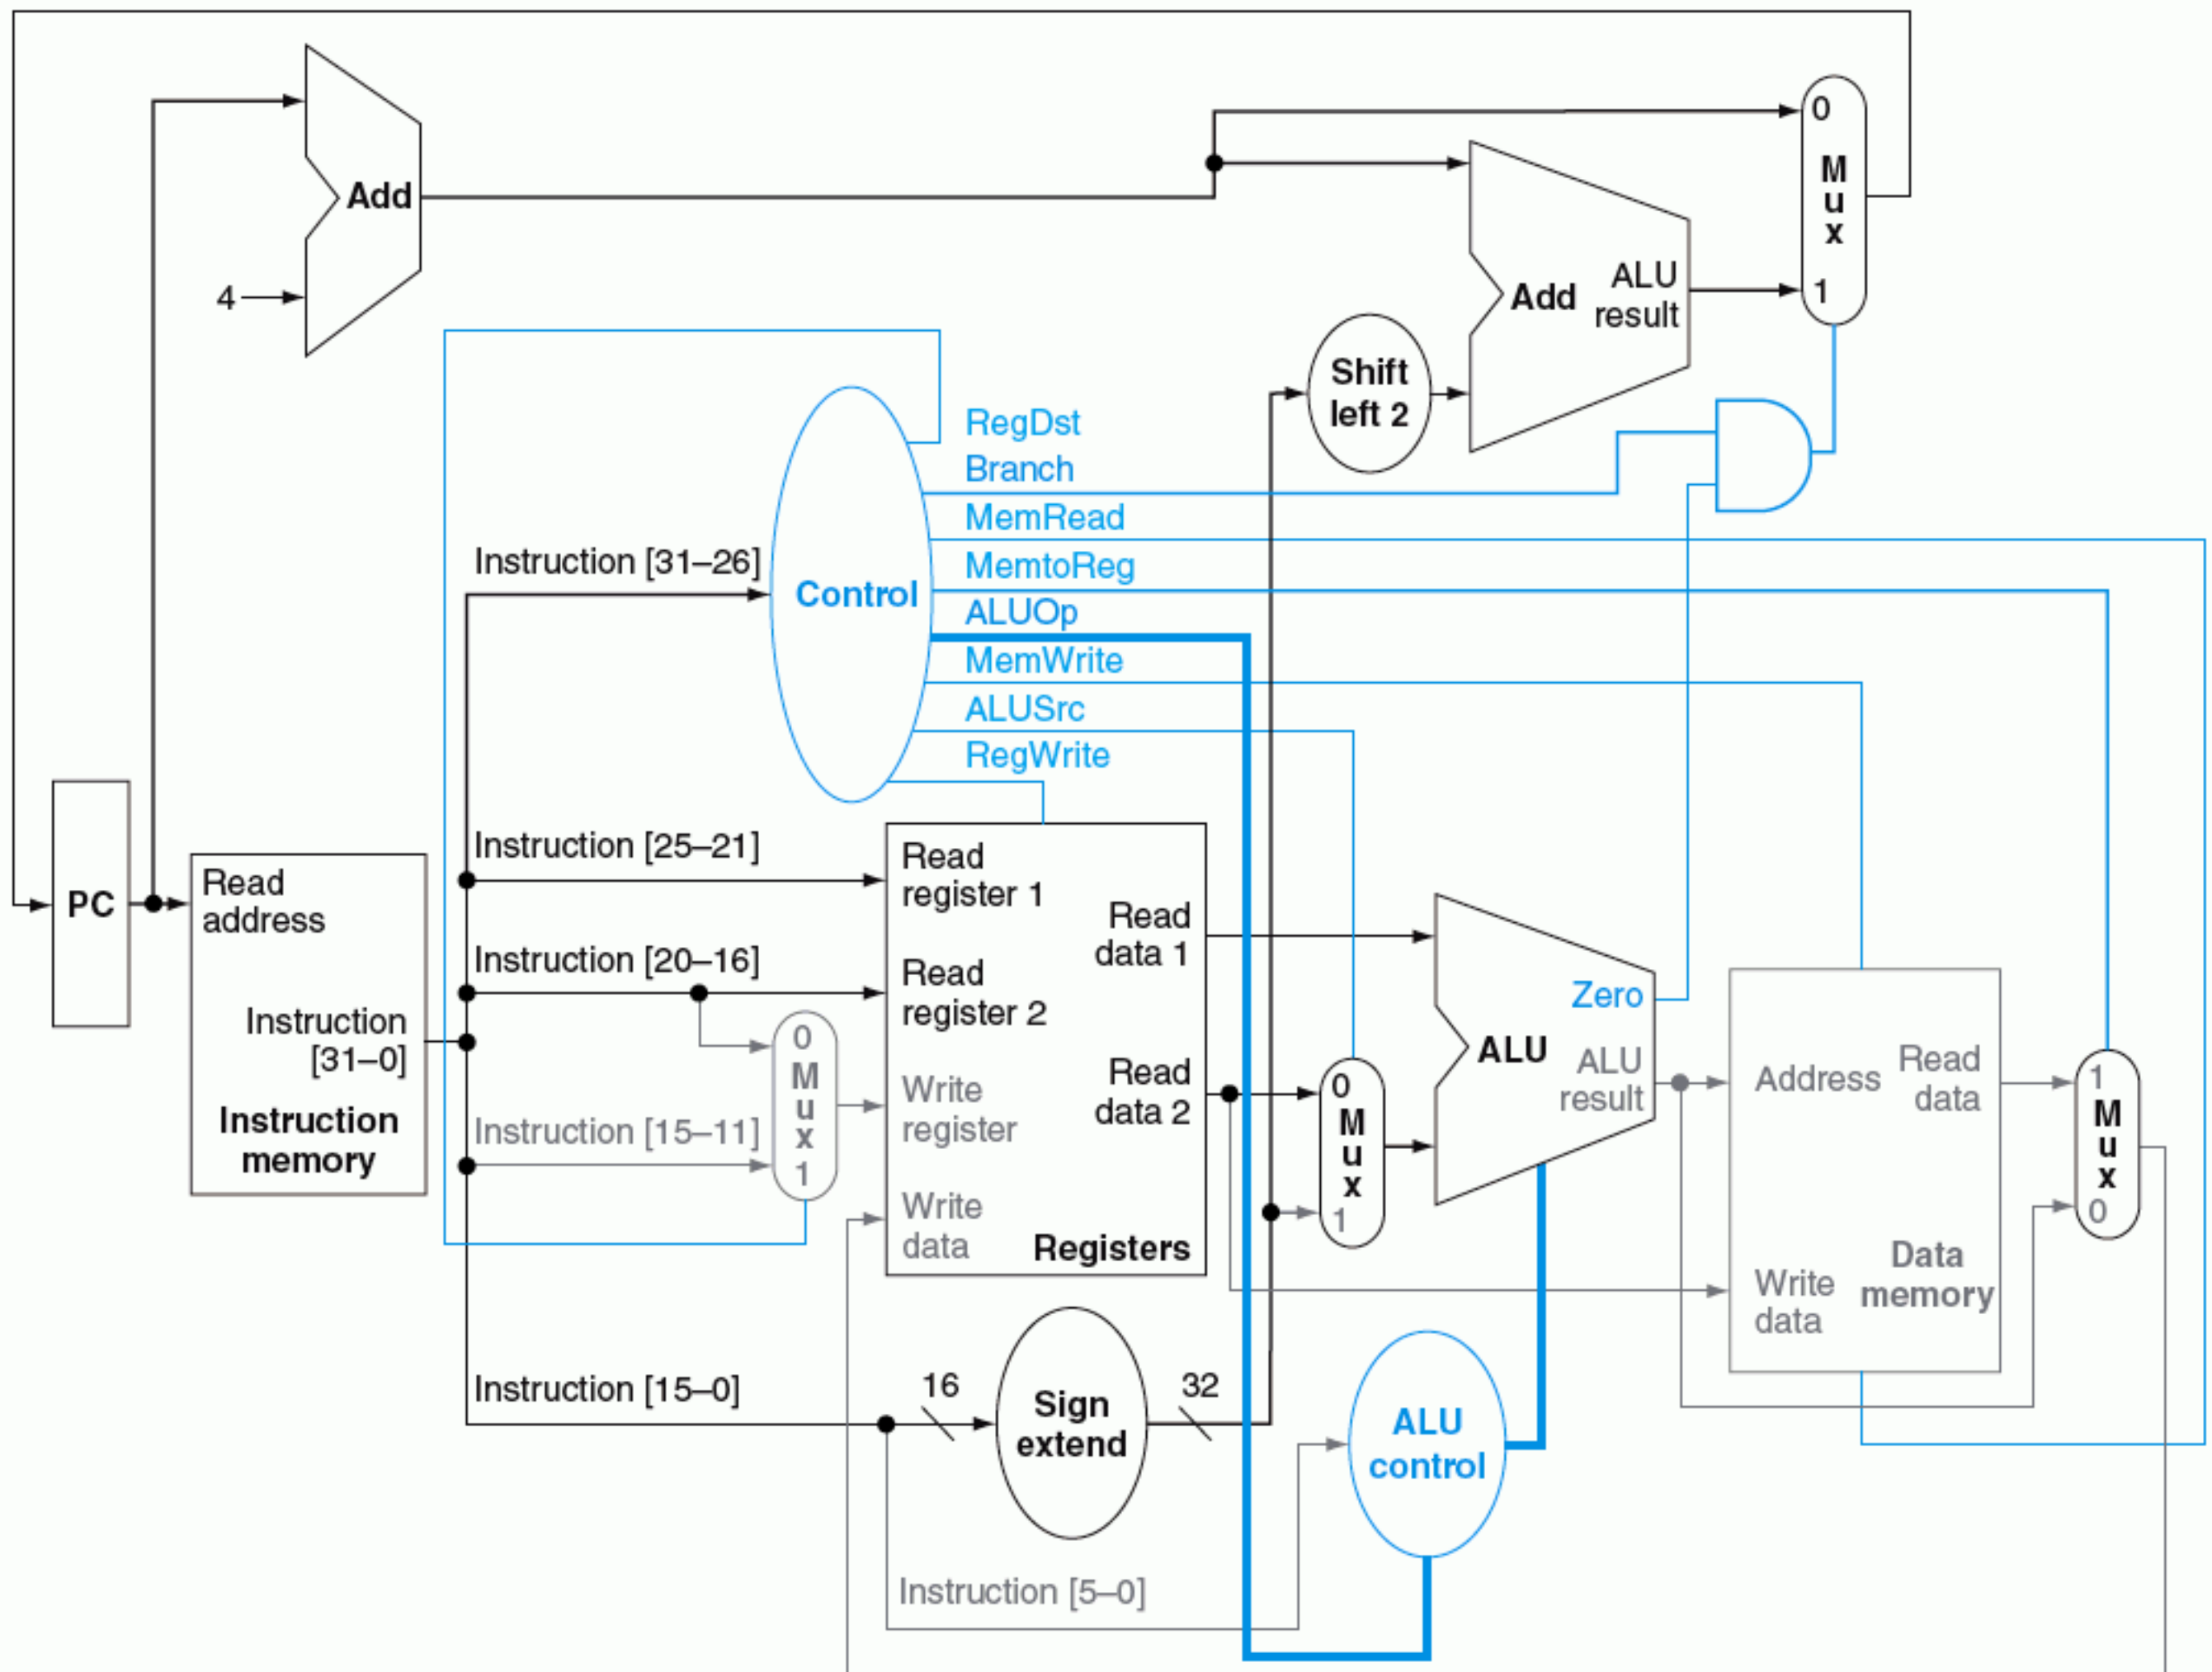 0
M
u
x
1
Add
4
Add
ALU
result
Shift
left 2
RegDst
Branch
MemRead
MemtoReg
ALUOp
MemWrite
ALUSrc
RegWrite
Control
Instruction [31–26]
Instruction [25–21]
Instruction [20–16]
Instruction [15–11]
Instruction [15–0]
Instruction [5–0]
PC
Read
address
Instruction
[31–0]
Instruction
memory
0
M
u
x
1
Read
register 1
Read
register 2
Write
register
Write
data
Read
data 1
Read
data 2
Registers
0
M
u
x
1
Zero
ALU
ALU
result
Address
Read
data
Write
data
Data
memory
1
M
u
x
0
16
Sign
extend
32
ALU
control